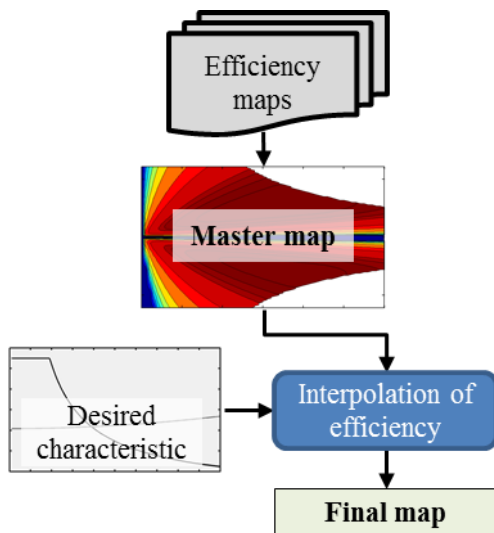 Efficiency
maps
Master map
Desired
characteristic
Interpolation of
efficiency
Final map